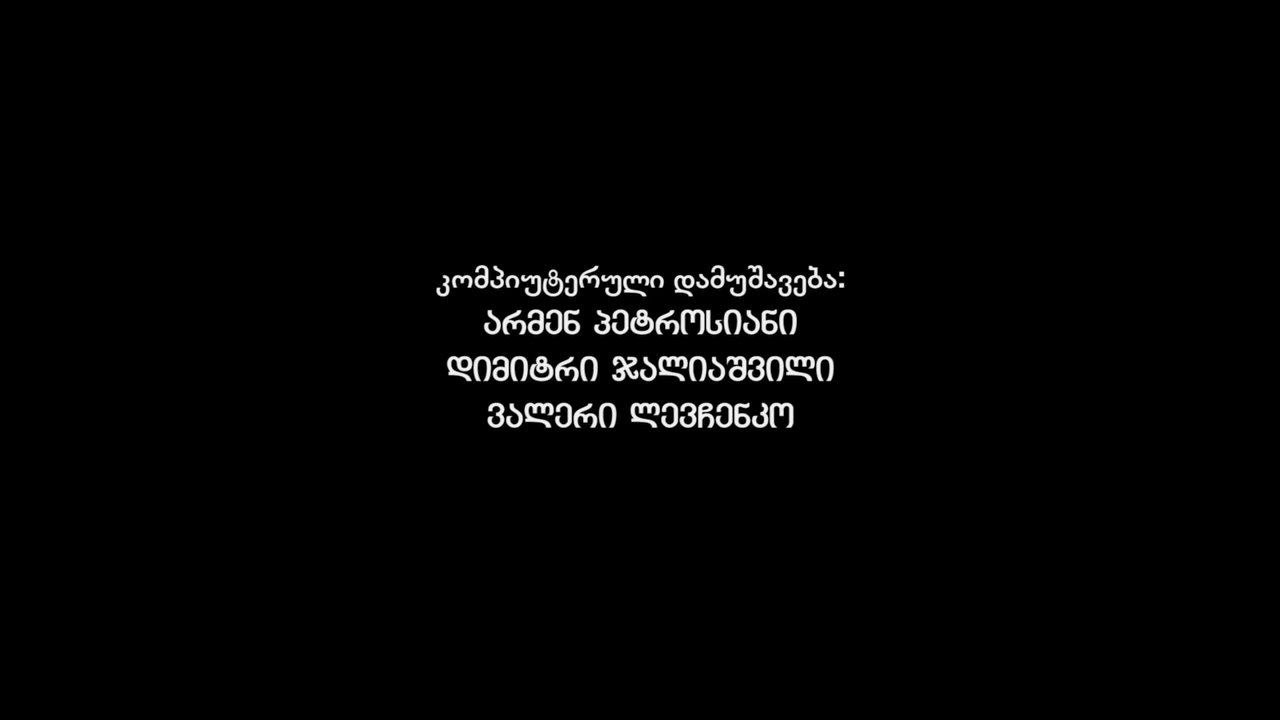 კომპიუტერული დამუშავება:
არმენ პეტროსიანი
დიმიტრი ჯალიაშვილი
ვალერი ლევჩენკო